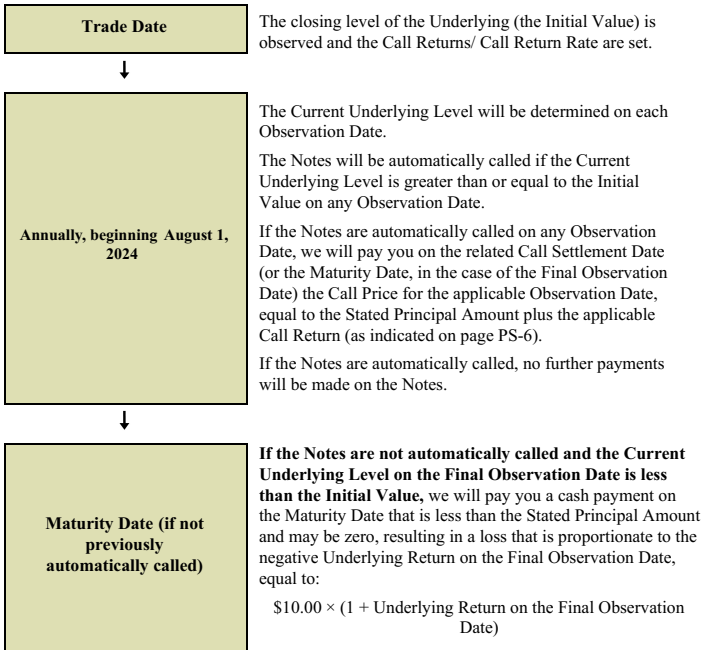 Trade Date
The closing level of the Underlying (the Initial Value) is
observed and the Call Returns/ Call Return Rate are set.
↓
Annually, beginning August 1,
2024
The Current Underlying Level will be determined on each
Observation Date.
The Notes will be automatically called if the Current
Underlying Level is greater than or equal to the Initial
Value on any Observation Date.
If the Notes are automatically called on any Observation
Date, we will pay you on the related Call Settlement Date
(or the Maturity Date, in the case of the Final Observation
Date) the Call Price for the applicable Observation Date,
equal to the Stated Principal Amount plus the applicable
Call Return (as indicated on page PS-6).
If the Notes are automatically called, no further payments
will be made on the Notes.
↓
Maturity Date (if not
previously
automatically called)
If the Notes are not automatically called and the Current
Underlying Level on the Final Observation Date is less
than the Initial Value, we will pay you a cash payment on
the Maturity Date that is less than the Stated Principal Amount
and may be zero, resulting in a loss that is proportionate to the
negative Underlying Return on the Final Observation Date,
equal to:
$10.00 × (1 + Underlying Return on the Final Observation
Date)